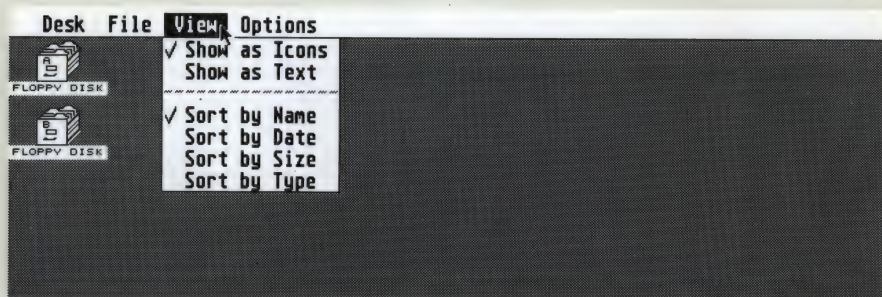 Desk File View Options
A
FLOPPY DISK
B
FLOPPY DISK
✓ Show as Icons
Show as Text
✓ Sort by Name
Sort by Date
Sort by Size
Sort by Type